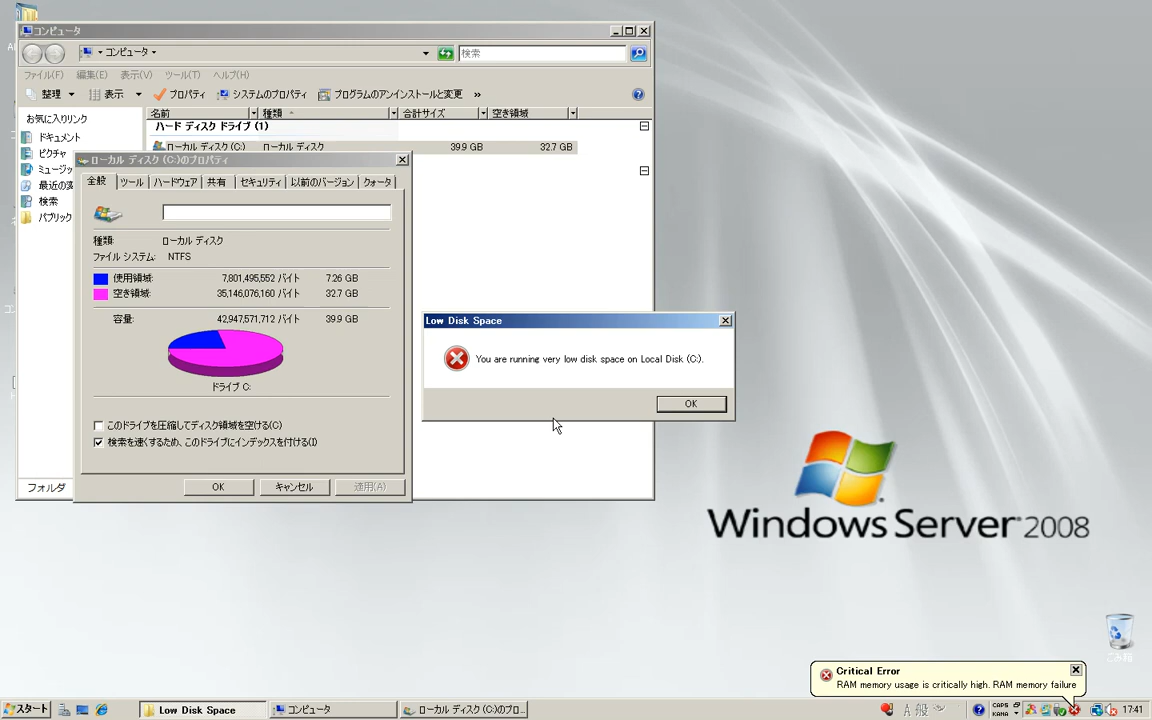 コンピュータ
コンピュータ
検索
ファイル(F) 編集(E) 表示(V) ツール(T) ヘルプ(H)
整理 表示 プロパティ システムのプロパティ プログラムのアンインストールと変更 »
お気に入りリンク
ドキュメント
ピクチャ
ミュージッ
最近の変
検索
パブリック
フォルダ
名前 種類 合計サイズ 空き領域
ハード ディスク ドライブ (1)
ローカル ディスク (C:) ローカル ディスク 39.9 GB 32.7 GB
ローカル ディスク (C:)のプロパティ
全般 ツール ハードウェア 共有 セキュリティ 以前のバージョン クォータ
種類: ローカル ディスク
ファイル システム: NTFS
使用領域: 7,801,495,552 バイト 7.26 GB
空き領域: 35,146,076,160 バイト 32.7 GB
容量: 42,947,571,712 バイト 39.9 GB
ドライブ C:
このドライブを圧縮してディスク領域を空ける(C)
検索を速くするため、このドライブにインデックスを付ける(I)
OK キャンセル 適用(A)
Low Disk Space
You are running very low disk space on Local Disk (C:).
OK
Windows Server 2008
ごみ箱
Critical Error
RAM memory usage is critically high. RAM memory failure
スタート Low Disk Space コンピュータ ローカル ディスク (C:)のプロ... A 般 CAPS KANA 17:41